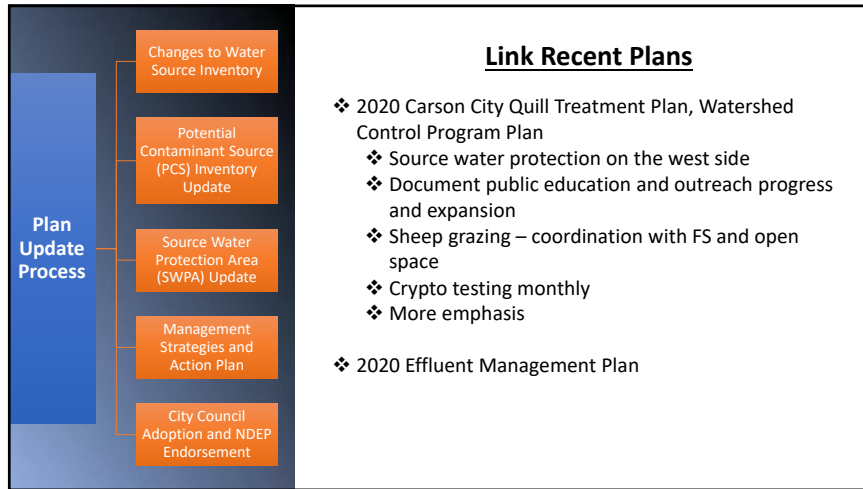 Plan
Update
Process
Changes to Water
Source Inventory
Potential
Contaminant Source
(PCS) Inventory
Update
Source Water
Protection Area
(SWPA) Update
Management
Strategies and
Action Plan
City Council
Adoption and NDEP
Endorsement
Link Recent Plans
❖ 2020 Carson City Quill Treatment Plan, Watershed
Control Program Plan
❖ Source water protection on the west side
❖ Document public education and outreach progress
and expansion
❖ Sheep grazing – coordination with FS and open
space
❖ Crypto testing monthly
❖ More emphasis
❖ 2020 Effluent Management Plan